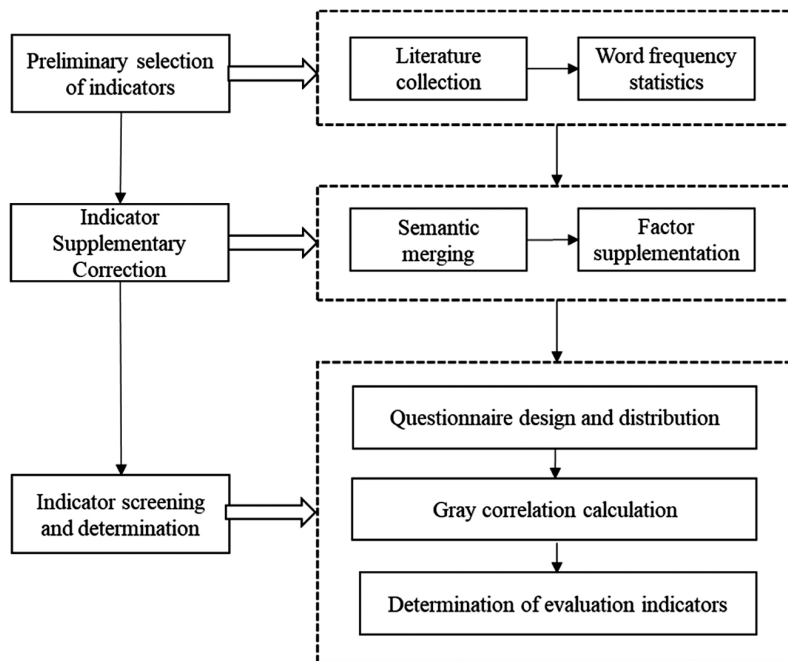 Preliminary selection
of indicators
Literature
collection
Word frequency
statistics
Indicator
Supplementary
Correction
Semantic
merging
Factor
supplementation
Questionnaire design and distribution
Indicator screening
and determination
Gray correlation calculation
Determination of evaluation indicators